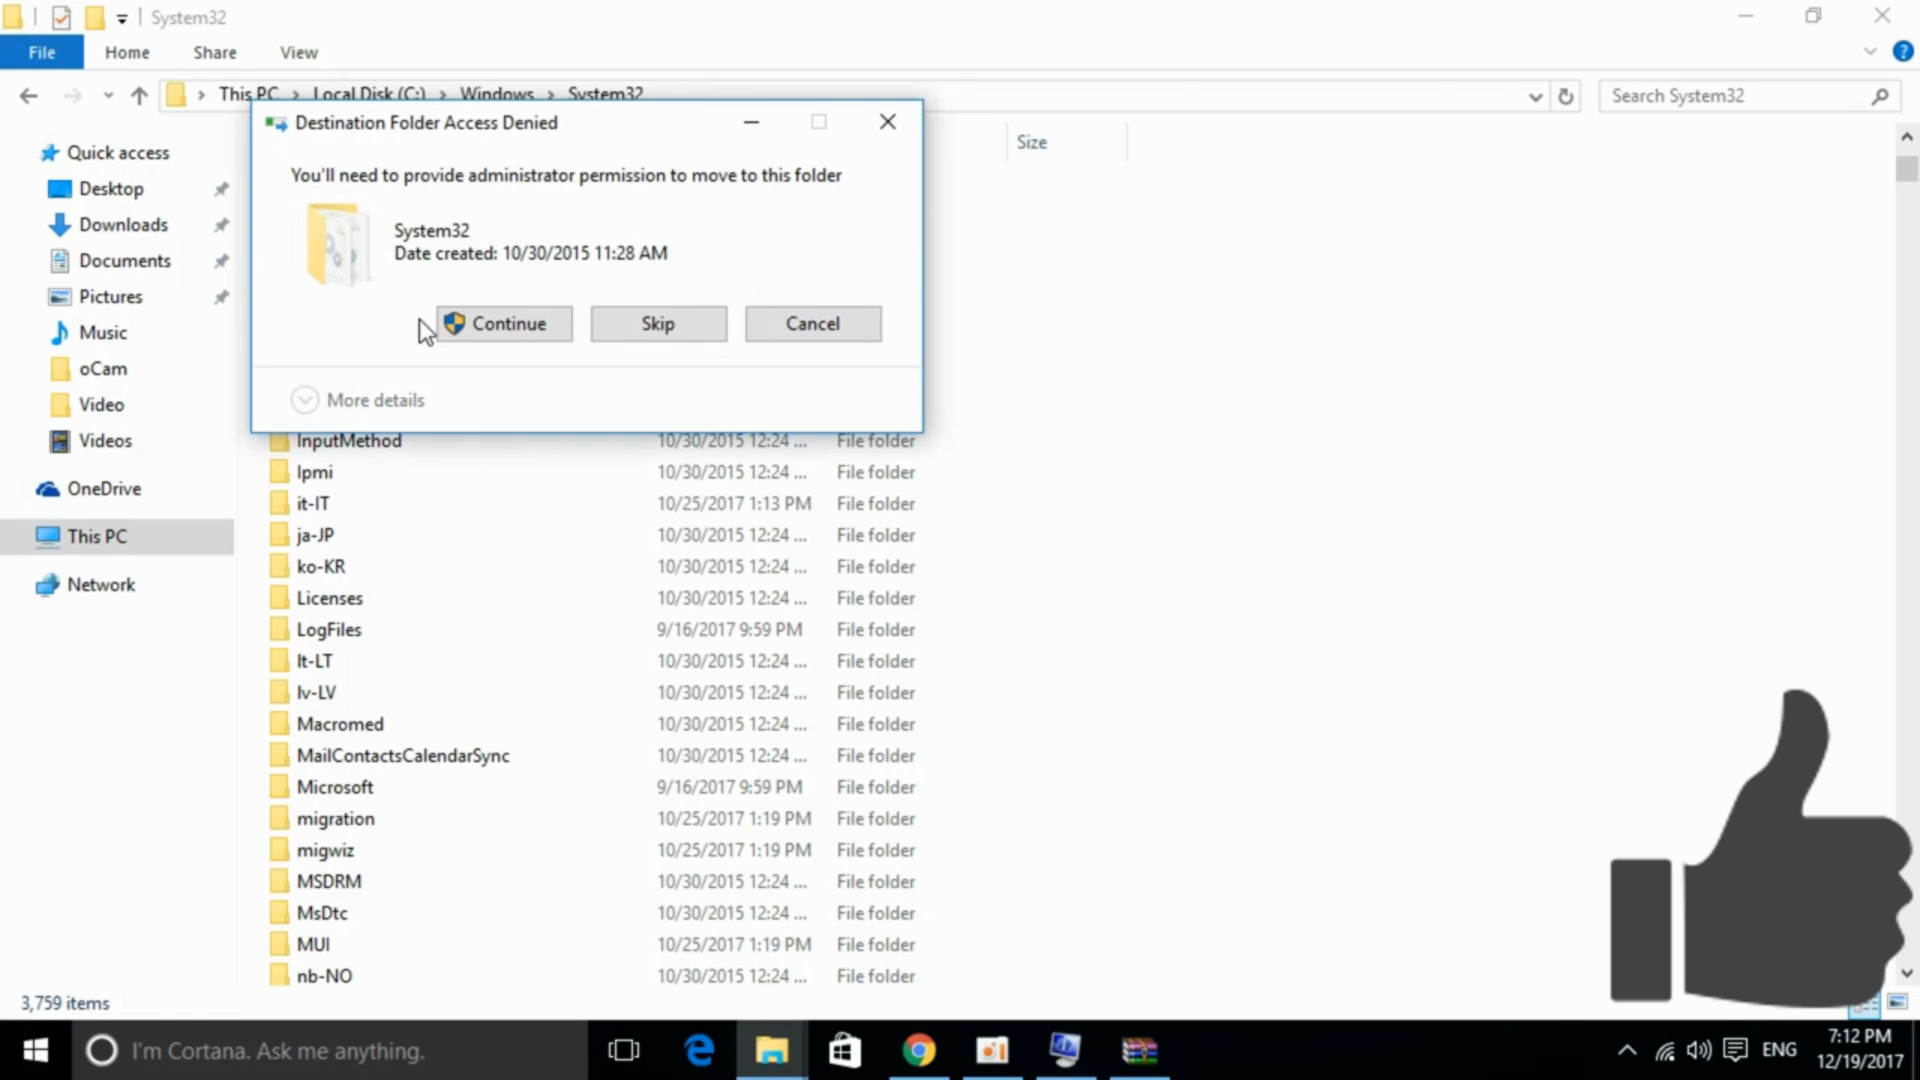 System32
File Home Share View
This PC > Local Disk (C:) > Windows > System32
Search System32
Destination Folder Access Denied
Size
You'll need to provide administrator permission to move to this folder
System32
Date created: 10/30/2015 11:28 AM
Continue Skip Cancel
More details
Quick access
Desktop
Downloads
Documents
Pictures
Music
oCam
Video
Videos
OneDrive
This PC
Network
InputMethod 10/30/2015 12:24 ... File folder
Ipmi 10/30/2015 12:24 ... File folder
it-IT 10/25/2017 1:13 PM File folder
ja-JP 10/30/2015 12:24 ... File folder
ko-KR 10/30/2015 12:24 ... File folder
Licenses 10/30/2015 12:24 ... File folder
LogFiles 9/16/2017 9:59 PM File folder
lt-LT 10/30/2015 12:24 ... File folder
lv-LV 10/30/2015 12:24 ... File folder
Macromed 10/30/2015 12:24 ... File folder
MailContactsCalendarSync 10/30/2015 12:24 ... File folder
Microsoft 9/16/2017 9:59 PM File folder
migration 10/25/2017 1:19 PM File folder
migwiz 10/25/2017 1:19 PM File folder
MSDRM 10/30/2015 12:24 ... File folder
MsDtc 10/30/2015 12:24 ... File folder
MUI 10/25/2017 1:19 PM File folder
nb-NO 10/30/2015 12:24 ... File folder
3,759 items
I'm Cortana. Ask me anything.
ENG
7:12 PM
12/19/2017